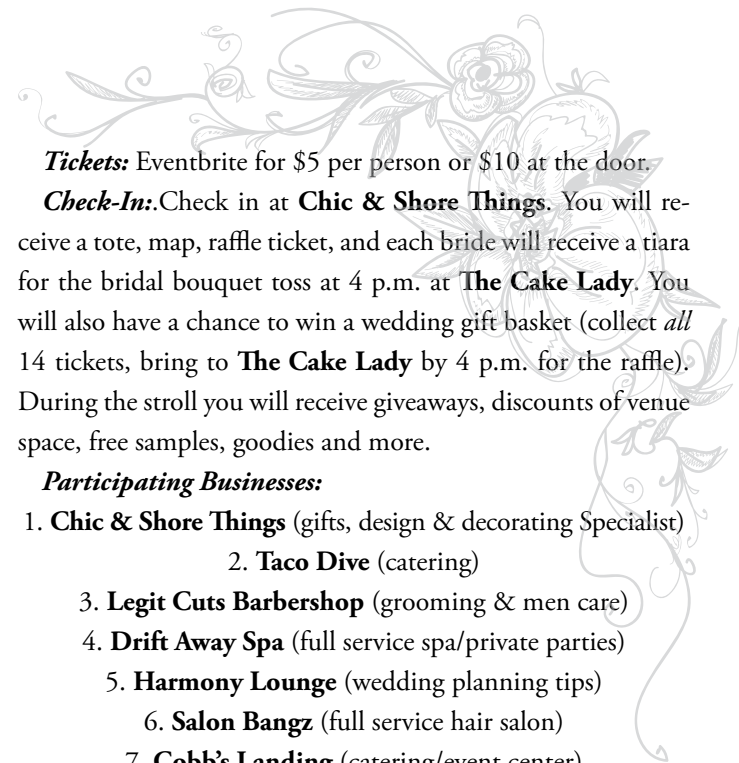 Tickets: Eventbrite for $5 per person or $10 at the door.
Check-In:.Check in at Chic & Shore Things. You will re-
ceive a tote, map, raffle ticket, and each bride will receive a tiara
for the bridal bouquet toss at 4 p.m. at The Cake Lady. You
will also have a chance to win a wedding gift basket (collect all
14 tickets, bring to The Cake Lady by 4 p.m. for the raffle).
During the stroll you will receive giveaways, discounts of venue
space, free samples, goodies and more.
Participating Businesses:
1. Chic & Shore Things (gifts, design & decorating Specialist)
2. Taco Dive (catering)
3. Legit Cuts Barbershop (grooming & men care)
4. Drift Away Spa (full service spa/private parties)
5. Harmony Lounge (wedding planning tips)
6. Salon Bangz (full service hair salon)
7. Cobb's Landing (catering/event center)